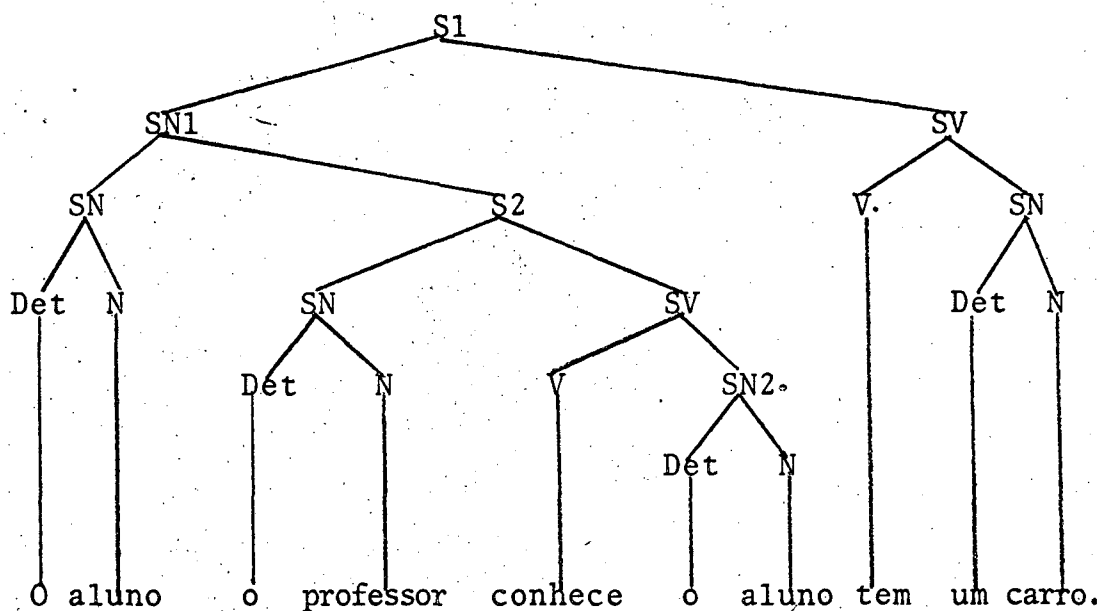 S1
SN1 SV
SN S2 V. SN
Det N SN SV Det N
Det N V SN2.
Det N
O aluno o professor conhece o aluno tem um carro.